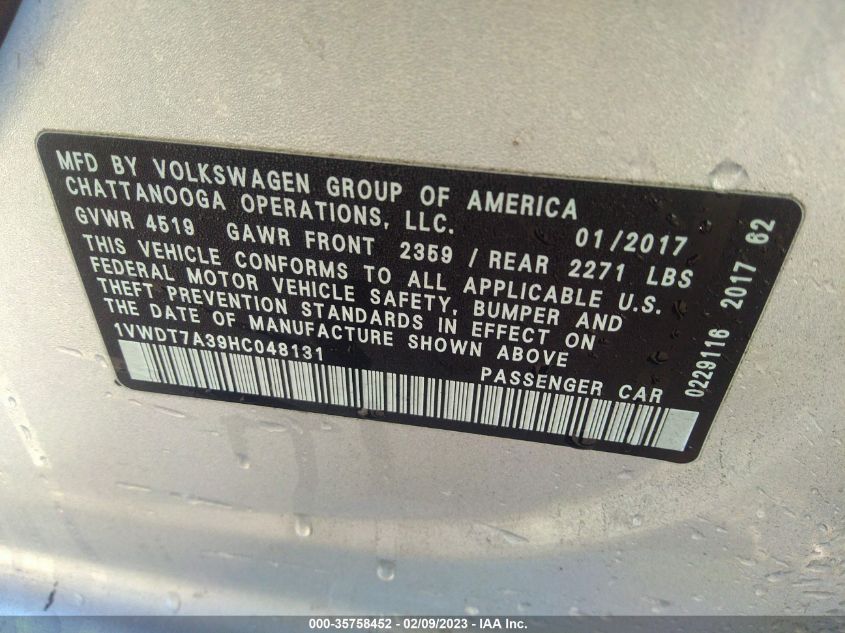 MFD BY VOLKSWAGEN GROUP OF AMERICA
CHATTANOOGA OPERATIONS, LLC. 01/2017
GVWR 4519 GAWR FRONT 2359 / REAR 2271 LBS
THIS VEHICLE CONFORMS TO ALL APPLICABLE U.S.
FEDERAL MOTOR VEHICLE SAFETY, BUMPER AND
THEFT PREVENTION STANDARDS IN EFFECT ON
THE DATE OF MANUFACTURE SHOWN ABOVE
1VWDT7A39HC048131
PASSENGER CAR
0229116 2017 62
000-35758452 - 02/09/2023 - IAA Inc.